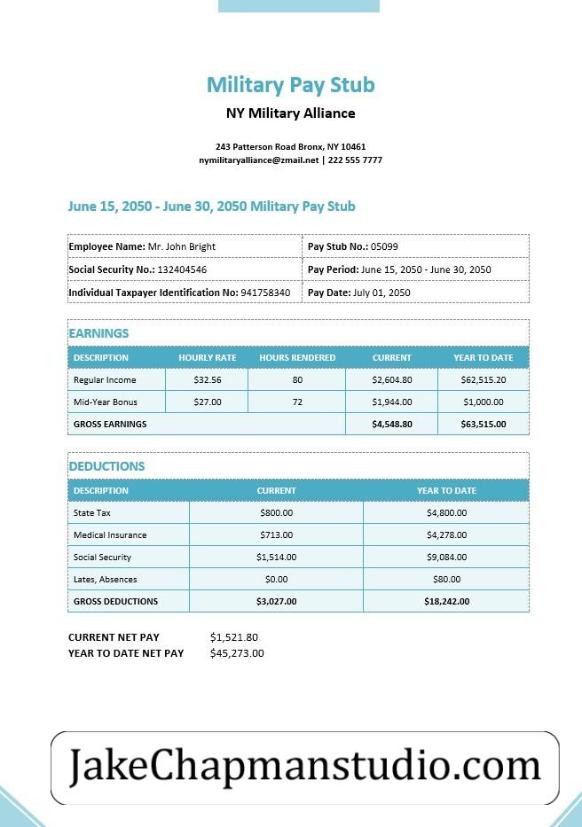 Military Pay Stub
NY Military Alliance
243 Patterson Road Bronx, NY 10461
nymilitaryalliance@zmail.net | 222 555 7777
June 15, 2050 - June 30, 2050 Military Pay Stub
Employee Name: Mr. John Bright Pay Stub No.: 05099
Social Security No.: 132404546 Pay Period: June 15, 2050 - June 30, 2050
Individual Taxpayer Identification No: 941758340 Pay Date: July 01, 2050
EARNINGS
DESCRIPTION HOURLY RATE HOURS RENDERED CURRENT YEAR TO DATE
Regular Income $32.56 80 $2,604.80 $62,515.20
Mid-Year Bonus $27.00 72 $1,944.00 $1,000.00
GROSS EARNINGS $4,548.80 $63,515.00
DEDUCTIONS
DESCRIPTION CURRENT YEAR TO DATE
State Tax $800.00 $4,800.00
Medical Insurance $713.00 $4,278.00
Social Security $1,514.00 $9,084.00
Lates, Absences $0.00 $80.00
GROSS DEDUCTIONS $3,027.00 $18,242.00
CURRENT NET PAY $1,521.80
YEAR TO DATE NET PAY $45,273.00
JakeChapmanstudio.com